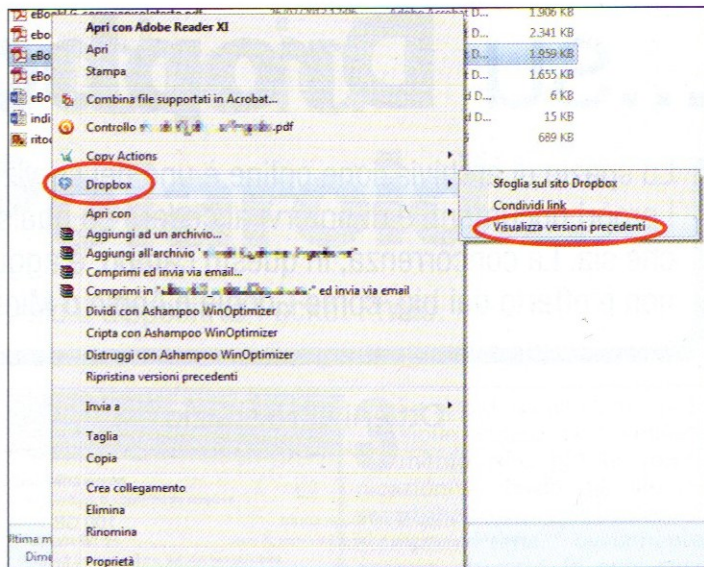 Apri con Adobe Reader XI
Apri
Stampa
Combina file supportati in Acrobat...
Controllo .pdf
Copy Actions
Dropbox
Apri con
Aggiungi ad un archivio...
Aggiungi all'archivio "
Comprimi ed invia via email...
Comprimi in " " ed invia via email
Dividi con Ashampoo WinOptimizer
Cripta con Ashampoo WinOptimizer
Distruggi con Ashampoo WinOptimizer
Ripristina versioni precedenti
Invia a
Taglia
Copia
Crea collegamento
Elimina
Rinomina
Proprietà
Sfoglia sul sito Dropbox
Condividi link
Visualizza versioni precedenti
D... 1.906 KB
D... 2.341 KB
D... 1.959 KB
D... 1.655 KB
D... 6 KB
D... 15 KB
689 KB